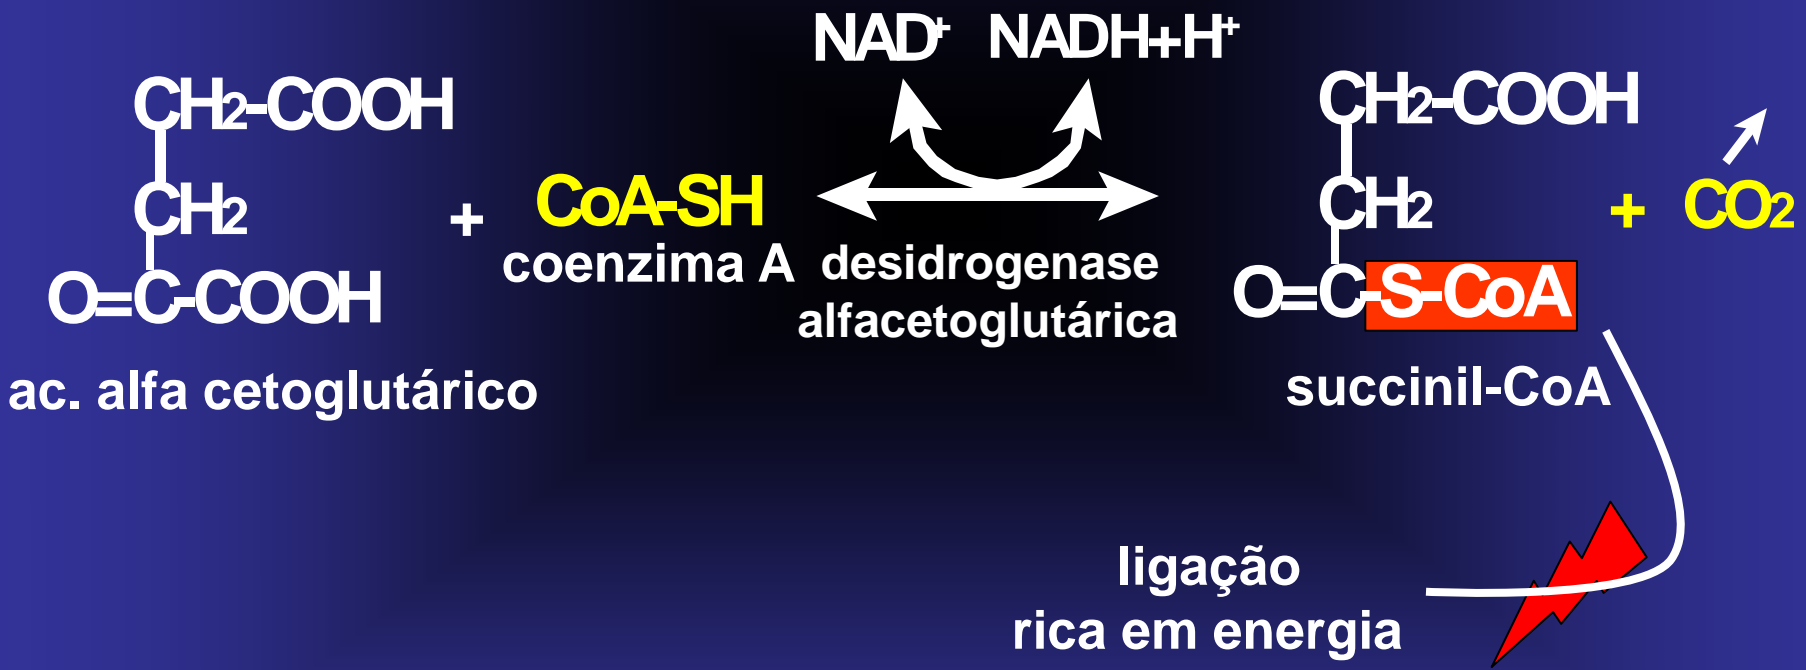 NAD+ NADH+H+
CH2-COOH
CH2
O=C-COOH
ac. alfa cetoglutárico
+
CoA-SH
coenzima A
desidrogenase
alfacetoglutárica
CH2-COOH
CH2
O=C-S-CoA
succinil-CoA
+ CO2
ligação
rica em energia